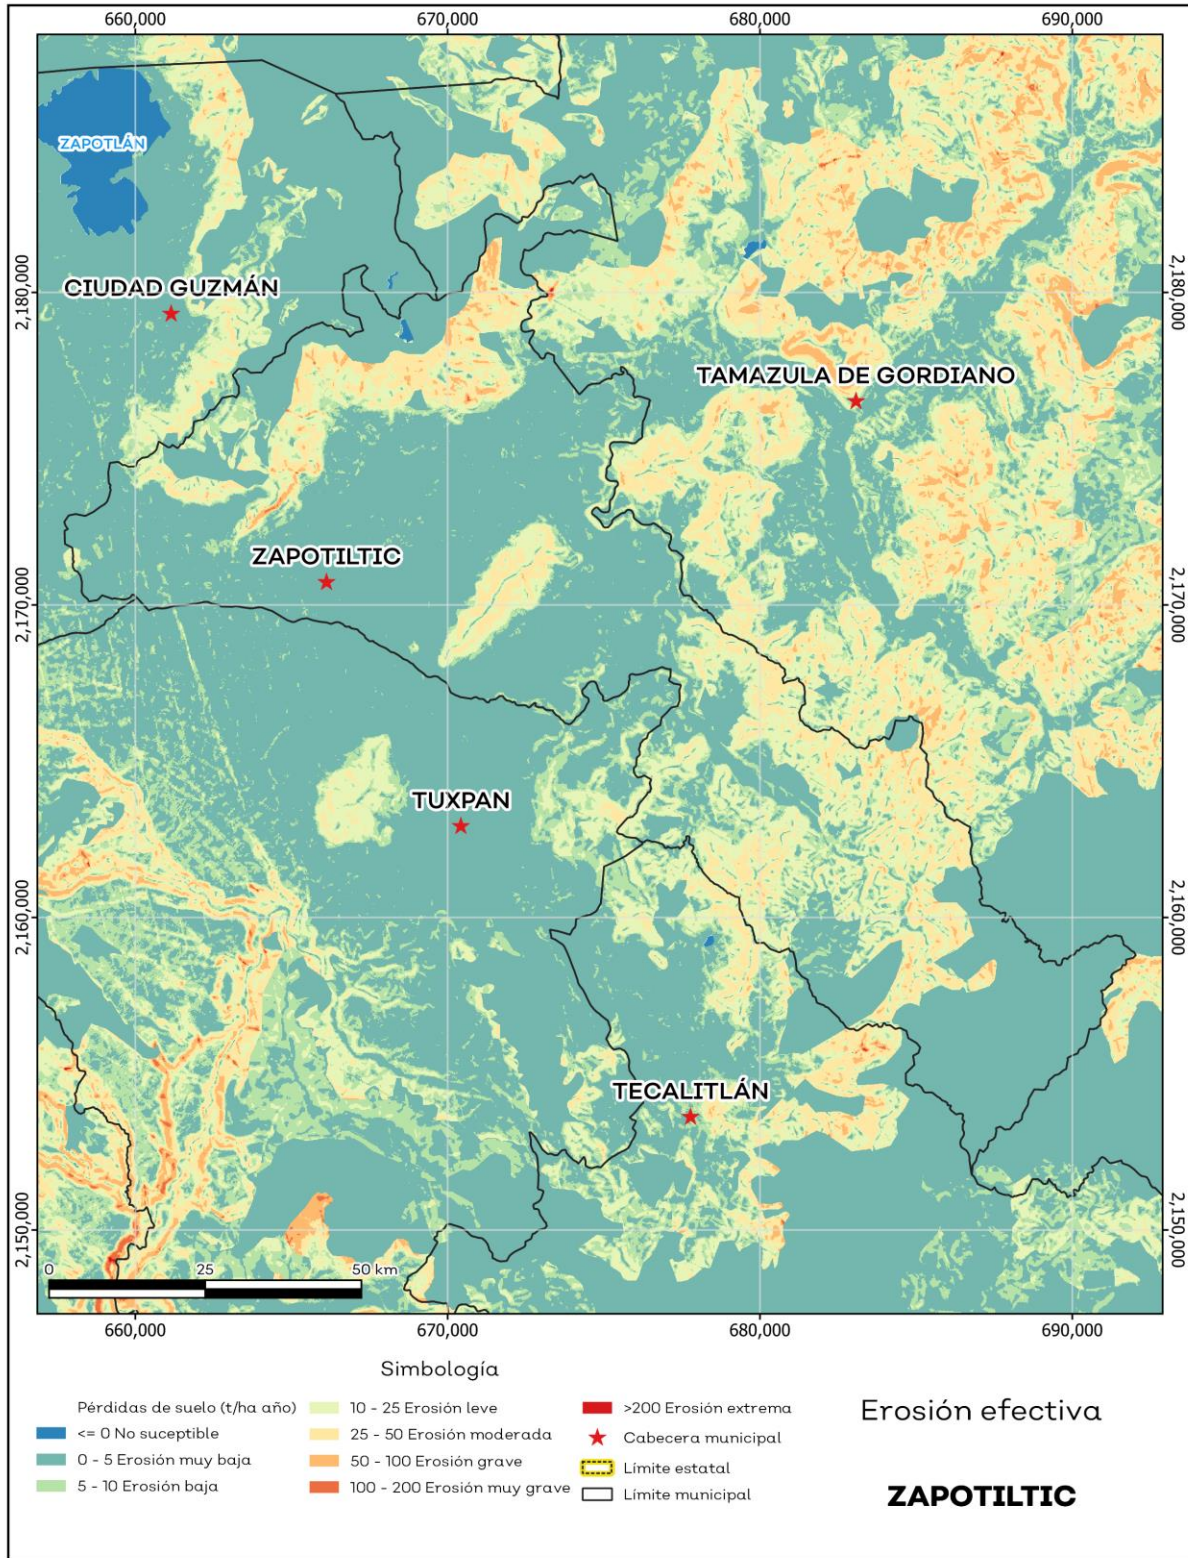 660,000
670,000
680,000
690,000
ZAPOTLÁN
2,180,000
2,180,000
CIUDAD GUZMÁN
TAMAZULA DE GORDIANO
ZAPOTILTIC
2,170,000
2,170,000
TUXPAN
2,160,000
2,160,000
TECALITLÁN
2,150,000
2,150,000
0 25 50 km
660,000
670,000
680,000
690,000
Simbología
Pérdidas de suelo (t/ha año)
<= 0 No suceptible
0 - 5 Erosión muy baja
5 - 10 Erosión baja
10 - 25 Erosión leve
25 - 50 Erosión moderada
50 - 100 Erosión grave
100 - 200 Erosión muy grave
>200 Erosión extrema
Cabecera municipal
Límite estatal
Límite municipal
Erosión efectiva
ZAPOTILTIC